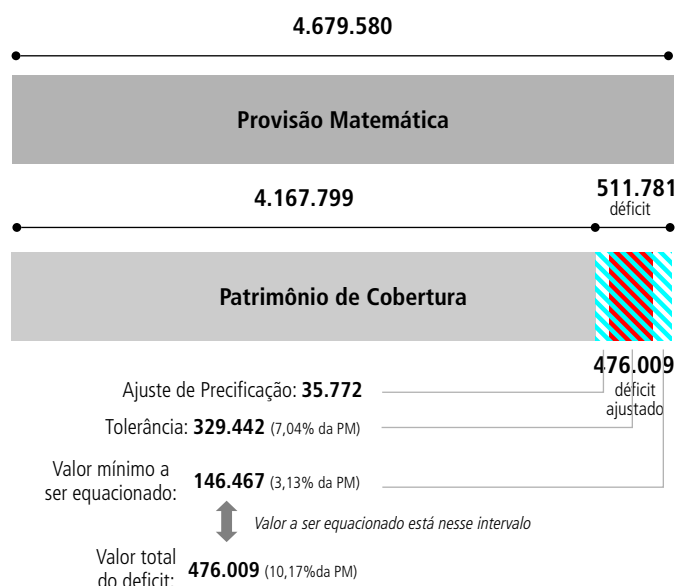 4.679.580
Provisão Matemática
4.167.799
511.781
déficit
Patrimônio de Cobertura
476.009
déficit
ajustado
Ajuste de Precificação: 35.772
Tolerância: 329.442 (7,04% da PM)
Valor mínimo a
ser equacionado:
146.467 (3,13% da PM)
Valor a ser equacionado está nesse intervalo
Valor total
do deficit:
476.009 (10,17%da PM)